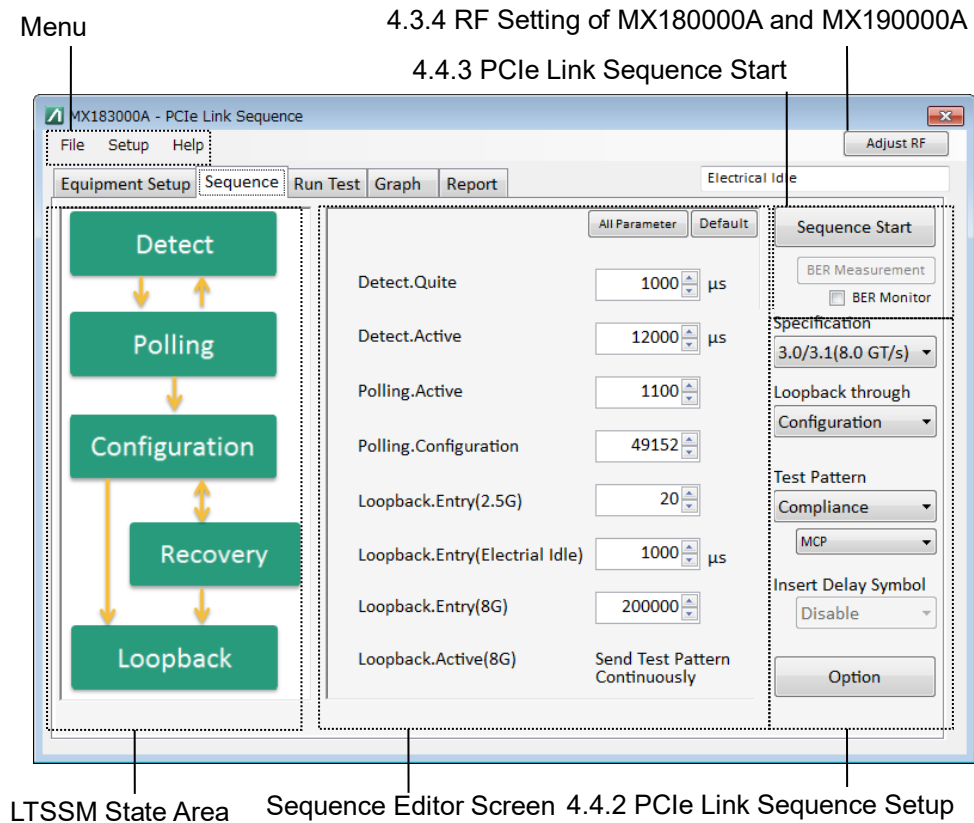 Menu
4.3.4 RF Setting of MX180000A and MX190000A
4.4.3 PCIe Link Sequence Start
MX183000A - PCIe Link Sequence
File Setup Help
Adjust RF
Equipment Setup Sequence Run Test Graph Report
Electrical Idle
Detect
Polling
Configuration
Recovery
Loopback
All Parameter Default
Detect.Quite 1000 µs
Detect.Active 12000 µs
Polling.Active 1100
Polling.Configuration 49152
Loopback.Entry(2.5G) 20
Loopback.Entry(Electrial Idle) 1000 µs
Loopback.Entry(8G) 200000
Loopback.Active(8G) Send Test Pattern
Continuously
Sequence Start
BER Measurement
BER Monitor
Specification
3.0/3.1(8.0 GT/s)
Loopback through
Configuration
Test Pattern
Compliance
MCP
Insert Delay Symbol
Disable
Option
LTSSM State Area
Sequence Editor Screen
4.4.2 PCIe Link Sequence Setup